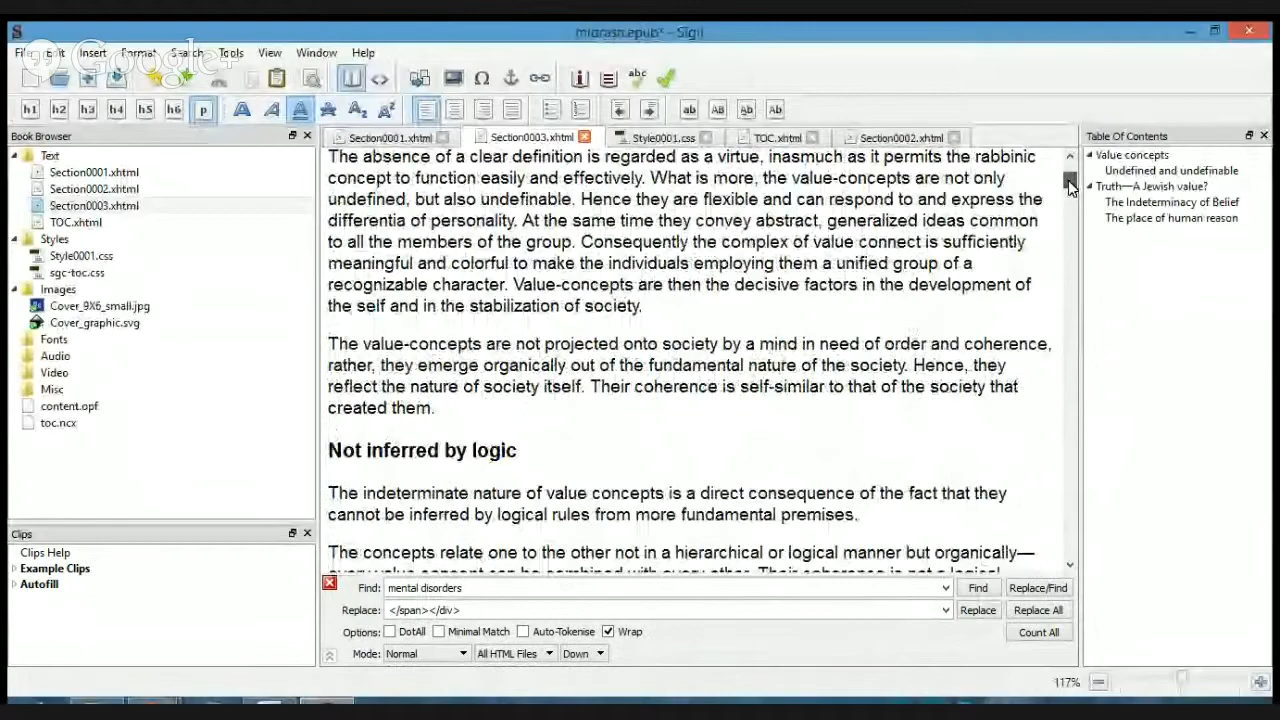 midrash.epub* - Sigil
Google+
File Edit Insert Format Search Tools View Window Help
h1 h2 h3 h4 h5 h6 p
Book Browser
Text
Section0001.xhtml
Section0002.xhtml
Section0003.xhtml
TOC.xhtml
Styles
Style0001.css
sgc-toc.css
Images
Cover_9X6_small.jpg
Cover_graphic.svg
Fonts
Audio
Video
Misc
content.opf
toc.ncx
Clips
Clips Help
Example Clips
Autofill
Section0001.xhtml Section0003.xhtml Style0001.css TOC.xhtml Section0002.xhtml
The absence of a clear definition is regarded as a virtue, inasmuch as it permits the rabbinic
concept to function easily and effectively. What is more, the value-concepts are not only
undefined, but also undefinable. Hence they are flexible and can respond to and express the
differentia of personality. At the same time they convey abstract, generalized ideas common
to all the members of the group. Consequently the complex of value connect is sufficiently
meaningful and colorful to make the individuals employing them a unified group of a
recognizable character. Value-concepts are then the decisive factors in the development of
the self and in the stabilization of society.
The value-concepts are not projected onto society by a mind in need of order and coherence,
rather, they emerge organically out of the fundamental nature of the society. Hence, they
reflect the nature of society itself. Their coherence is self-similar to that of the society that
created them.
Not inferred by logic
The indeterminate nature of value concepts is a direct consequence of the fact that they
cannot be inferred by logical rules from more fundamental premises.
The concepts relate one to the other not in a hierarchical or logical manner but organically—
every value concept can be combined with every other. Their coherence is not a logical
Find: mental disorders Find Replace/Find
Replace: </span></div> Replace Replace All
Options: DotAll Minimal Match Auto-Tokenise Wrap Count All
Mode: Normal All HTML Files Down
Table Of Contents
Value concepts
Undefined and undefinable
Truth—A Jewish value?
The Indeterminacy of Belief
The place of human reason
117%